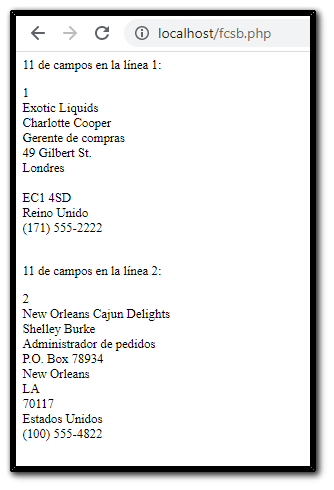 localhost/fcsb.php
11 de campos en la línea 1:
1
Exotic Liquids
Charlotte Cooper
Gerente de compras
49 Gilbert St.
Londres
EC1 4SD
Reino Unido
(171) 555-2222
11 de campos en la línea 2:
2
New Orleans Cajun Delights
Shelley Burke
Administrador de pedidos
P.O. Box 78934
New Orleans
LA
70117
Estados Unidos
(100) 555-4822